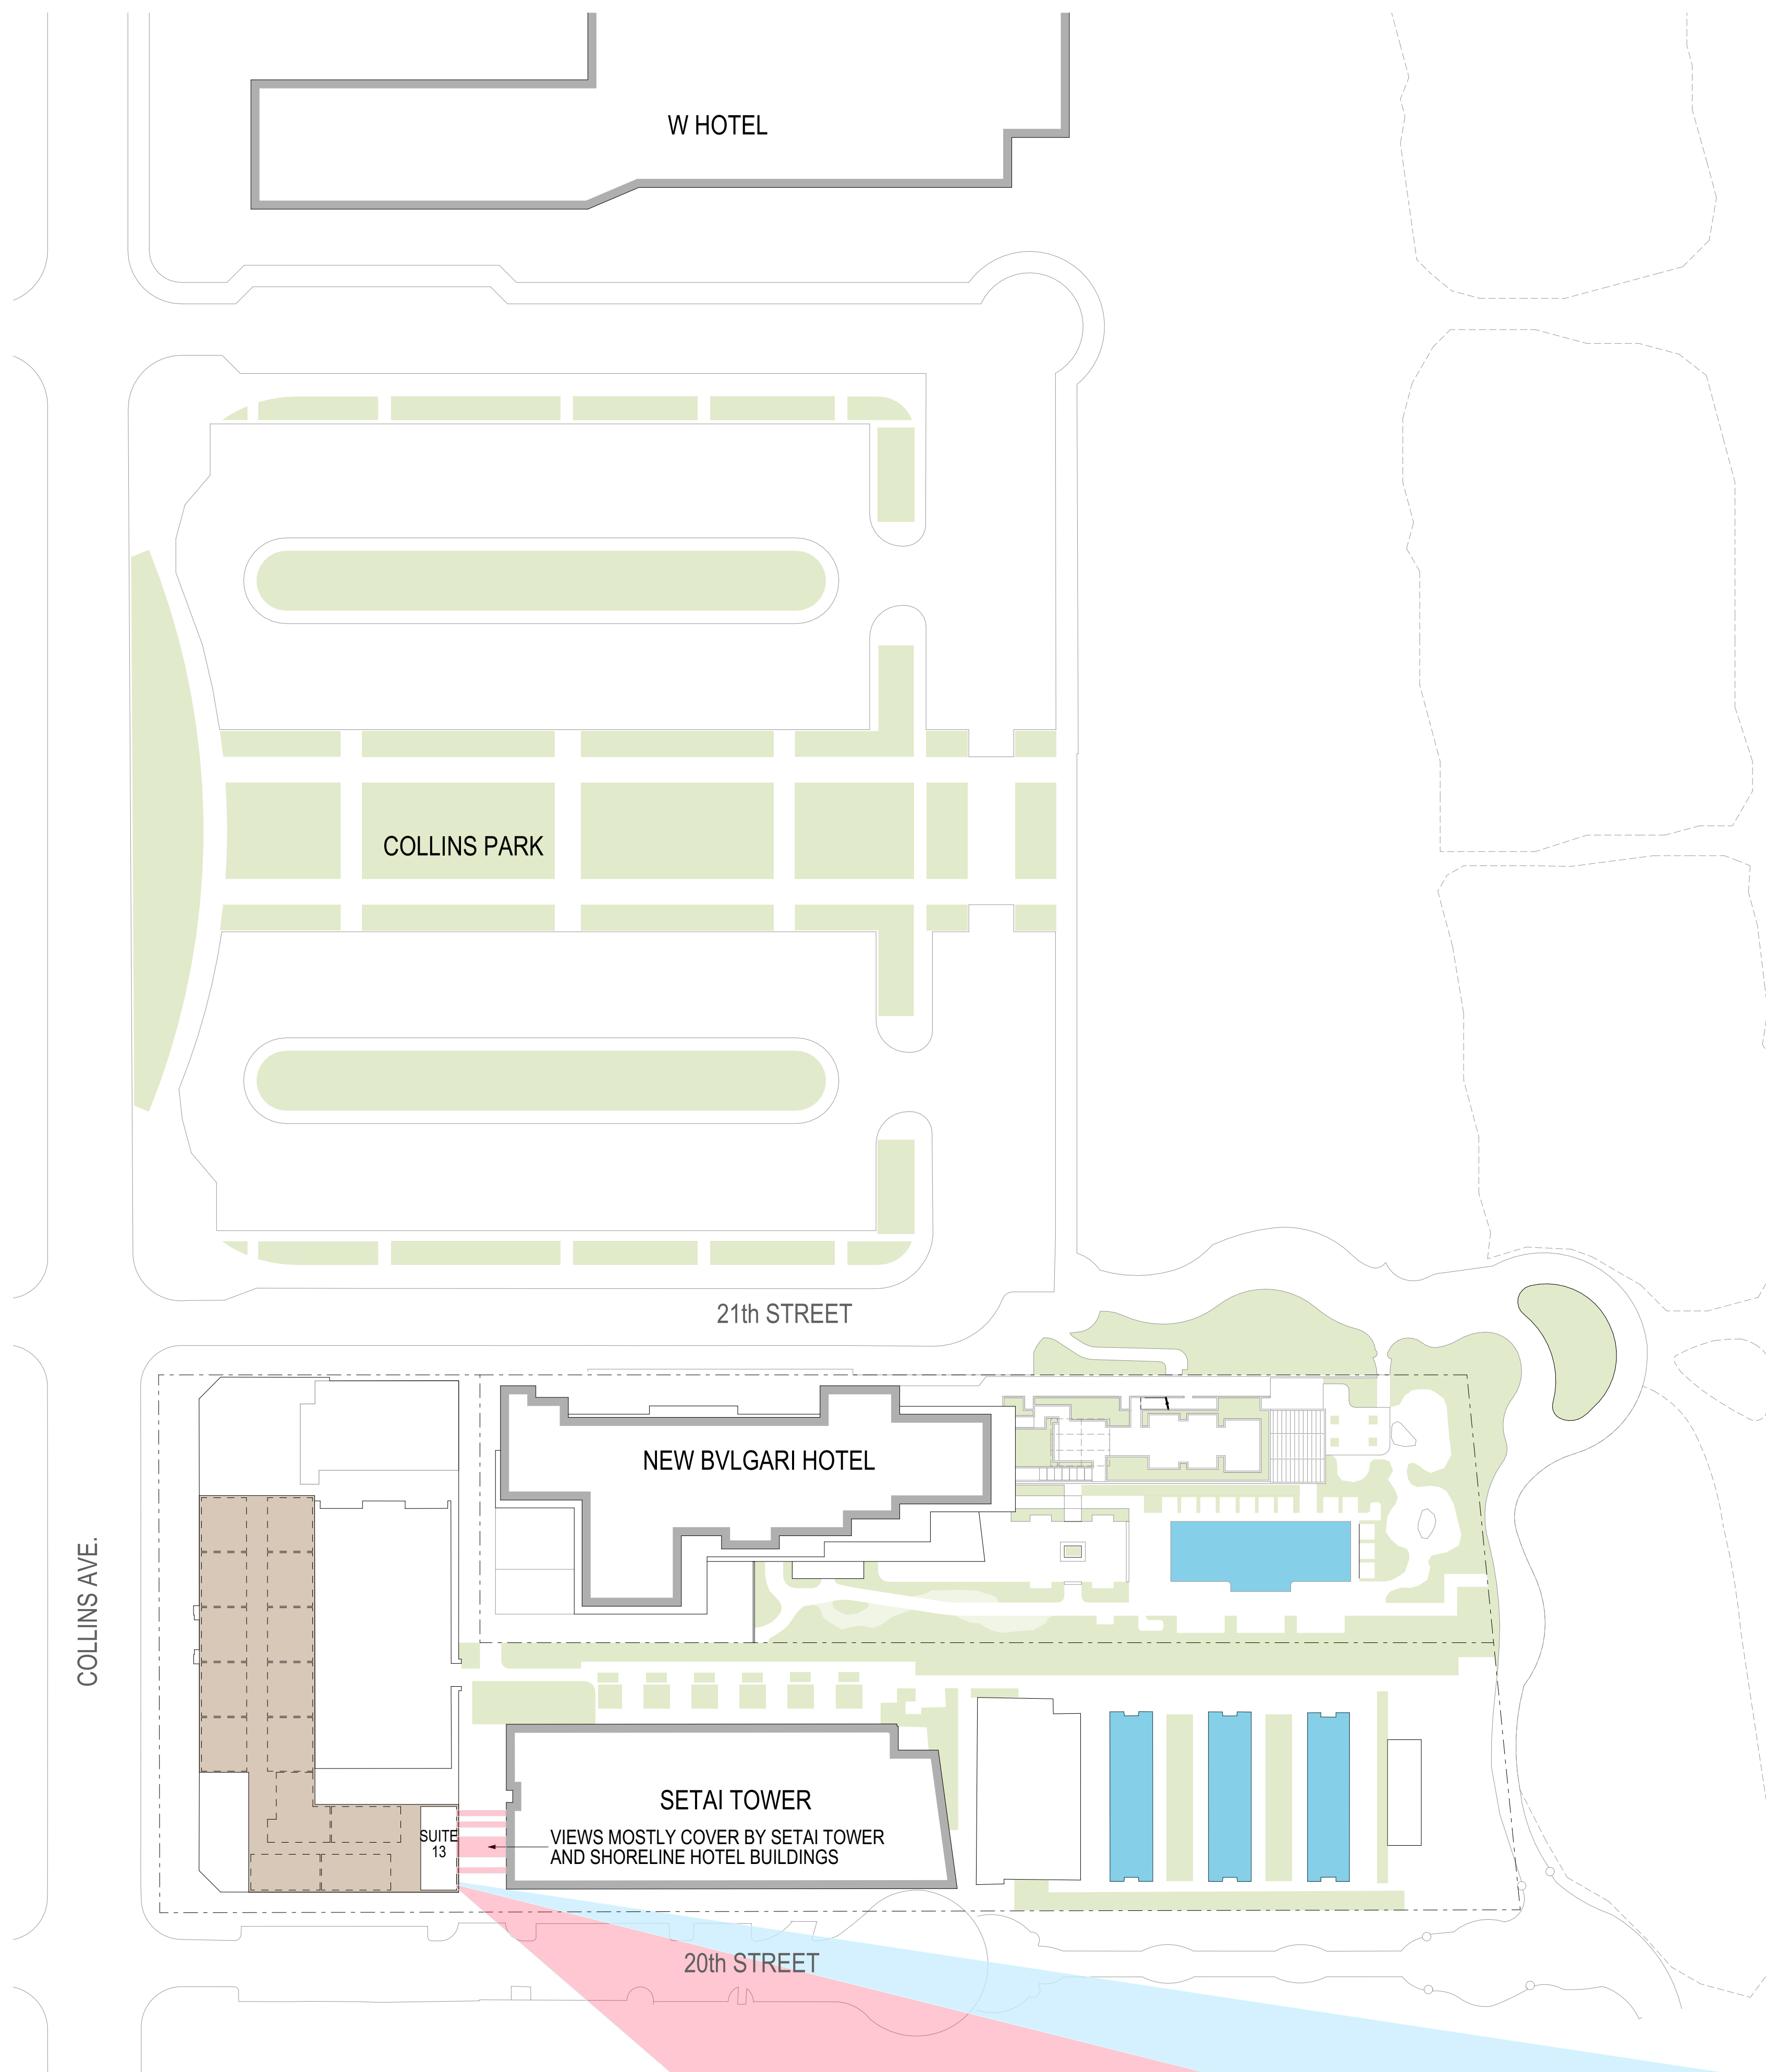 W HOTEL
COLLINS PARK
21th STREET
NEW BVLGARI HOTEL
COLLINS AVE.
SETAI TOWER
SUITE
13
VIEWS MOSTLY COVER BY SETAI TOWER
AND SHORELINE HOTEL BUILDINGS
20th STREET